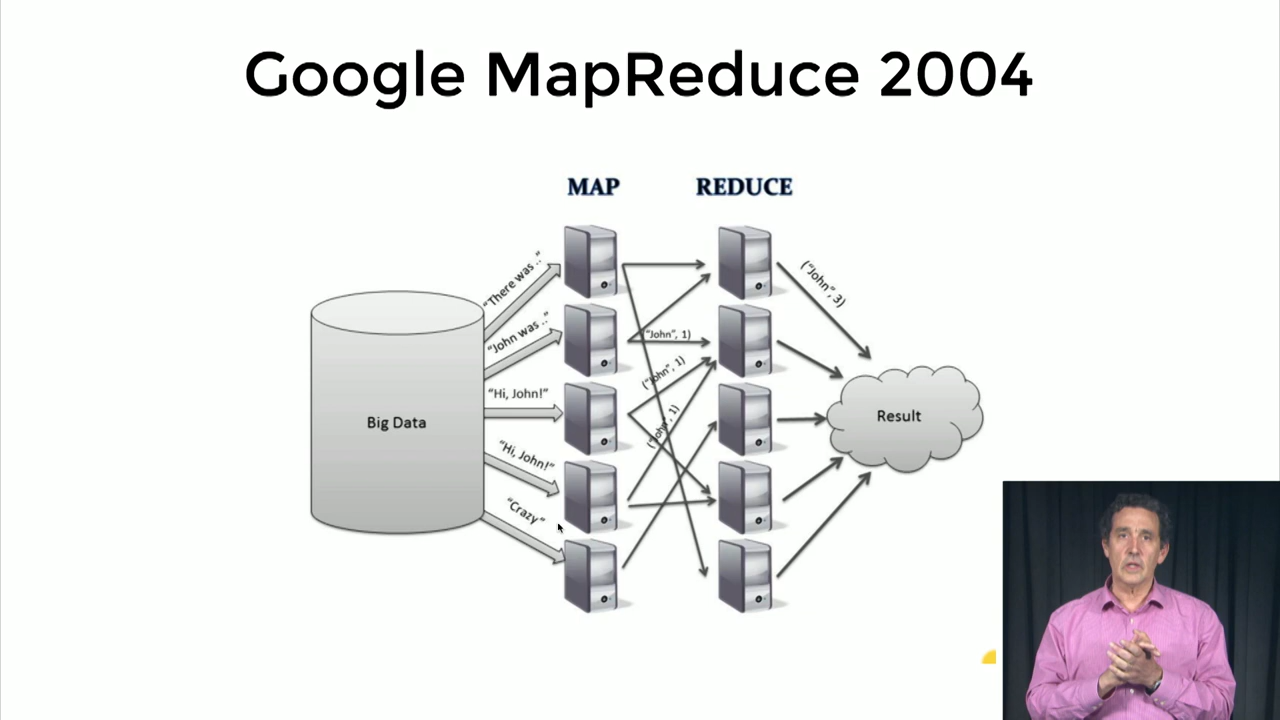 Google MapReduce 2004
MAP
REDUCE
"There was .."
"John was .."
"Hi, John!"
"Hi, John!"
"Crazy"
Big Data
("John", 1)
("John", 1)
("John", 1)
("John", 3)
Result